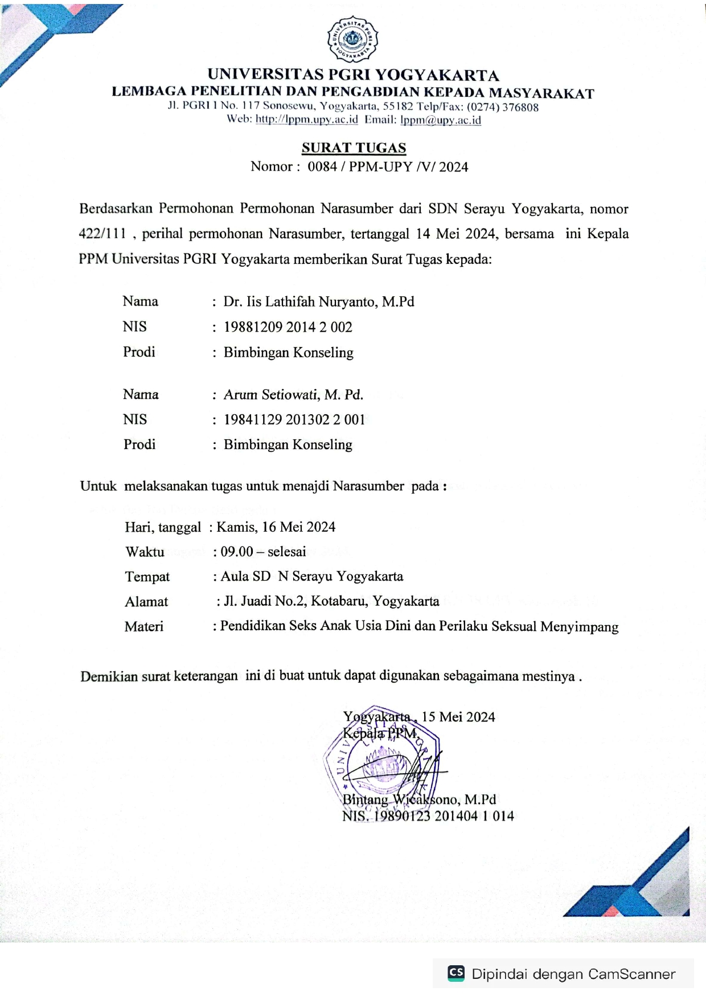 UNIVERSITAS PGRI
YOGYAKARTA
UNIVERSITAS PGRI YOGYAKARTA
LEMBAGA PENELITIAN DAN PENGABDIAN KEPADA MASYARAKAT
Jl. PGRI I No. 117 Sonosewu, Yogyakarta, 55182 Telp/Fax: (0274) 376808
Web: http://lppm.upy.ac.id Email: lppm@upy.ac.id
SURAT TUGAS
Nomor : 0084 / PPM-UPY /V/ 2024
Berdasarkan Permohonan Permohonan Narasumber dari SDN Serayu Yogyakarta, nomor
422/111 , perihal permohonan Narasumber, tertanggal 14 Mei 2024, bersama ini Kepala
PPM Universitas PGRI Yogyakarta memberikan Surat Tugas kepada:
Nama : Dr. Iis Lathifah Nuryanto, M.Pd
NIS : 19881209 2014 2 002
Prodi : Bimbingan Konseling
Nama : Arum Setiowati, M. Pd.
NIS : 19841129 201302 2 001
Prodi : Bimbingan Konseling
Untuk melaksanakan tugas untuk menajdi Narasumber pada :
Hari, tanggal : Kamis, 16 Mei 2024
Waktu : 09.00 – selesai
Tempat : Aula SD N Serayu Yogyakarta
Alamat : Jl. Juadi No.2, Kotabaru, Yogyakarta
Materi : Pendidikan Seks Anak Usia Dini dan Perilaku Seksual Menyimpang
Demikian surat keterangan ini di buat untuk dapat digunakan sebagaimana mestinya .
Yogyakarta , 15 Mei 2024
Kepala PPM,
UNIVERSITAS PGRI
LPPM
YOGYAKARTA
Bintang Wicaksono, M.Pd
NIS. 19890123 201404 1 014
CS Dipindai dengan CamScanner